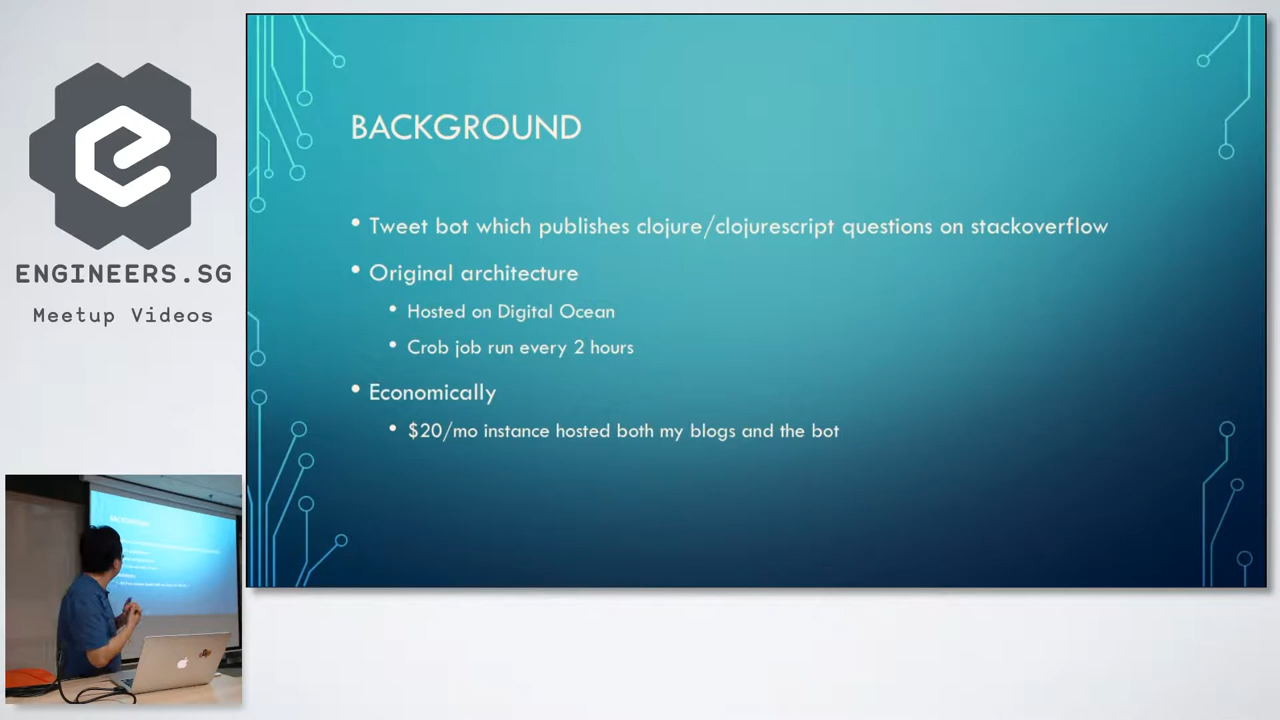 ENGINEERS.SG
Meetup Videos
BACKGROUND
• Tweet bot which publishes clojure/clojurescript questions on stackoverflow
• Original architecture
• Hosted on Digital Ocean
• Crob job run every 2 hours
• Economically
• $20/mo instance hosted both my blogs and the bot